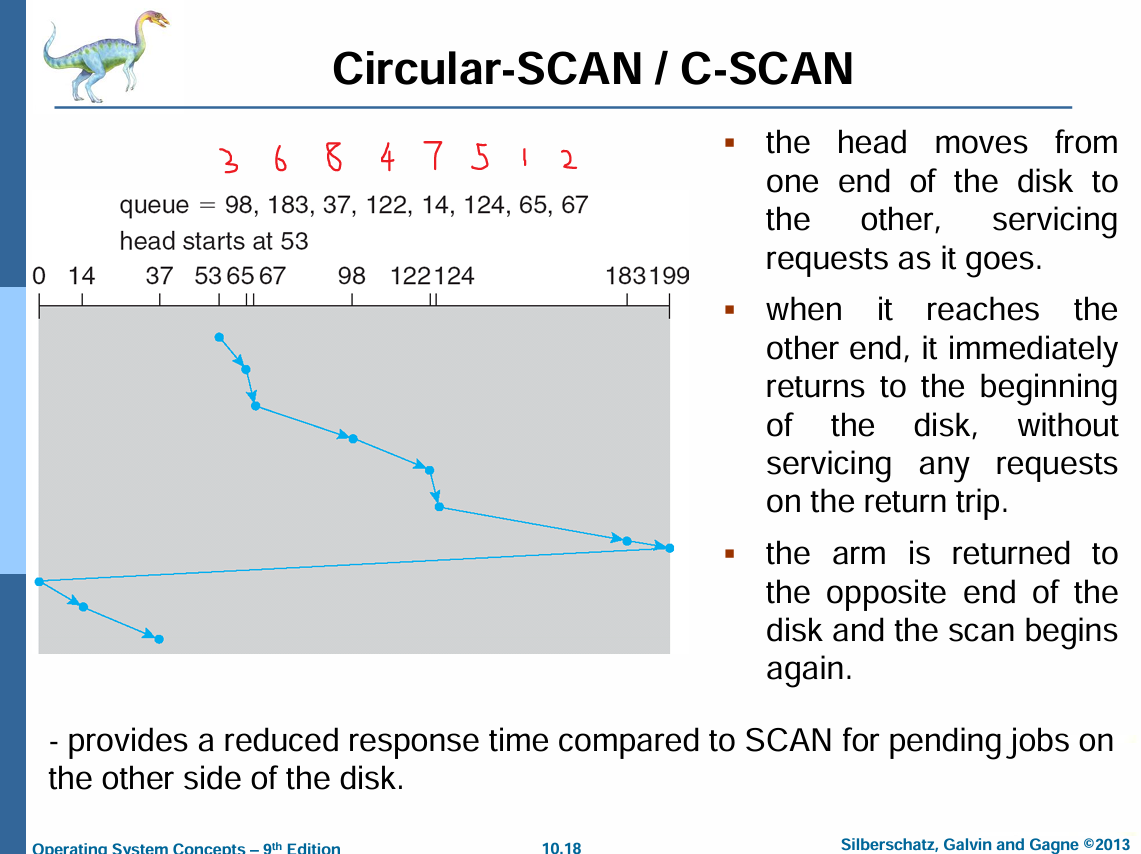 Circular-SCAN / C-SCAN
3 6 8 4 7 5 1 2
queue = 98, 183, 37, 122, 14, 124, 65, 67
head starts at 53
0 14 37 53 65 67 98 122 124 183 199
▪ the head moves from
one end of the disk to
the other, servicing
requests as it goes.
▪ when it reaches the
other end, it immediately
returns to the beginning
of the disk, without
servicing any requests
on the return trip.
▪ the arm is returned to
the opposite end of the
disk and the scan begins
again.
- provides a reduced response time compared to SCAN for pending jobs on
the other side of the disk.
Operating System Concepts – 9th Edition 10.18 Silberschatz, Galvin and Gagne ©2013